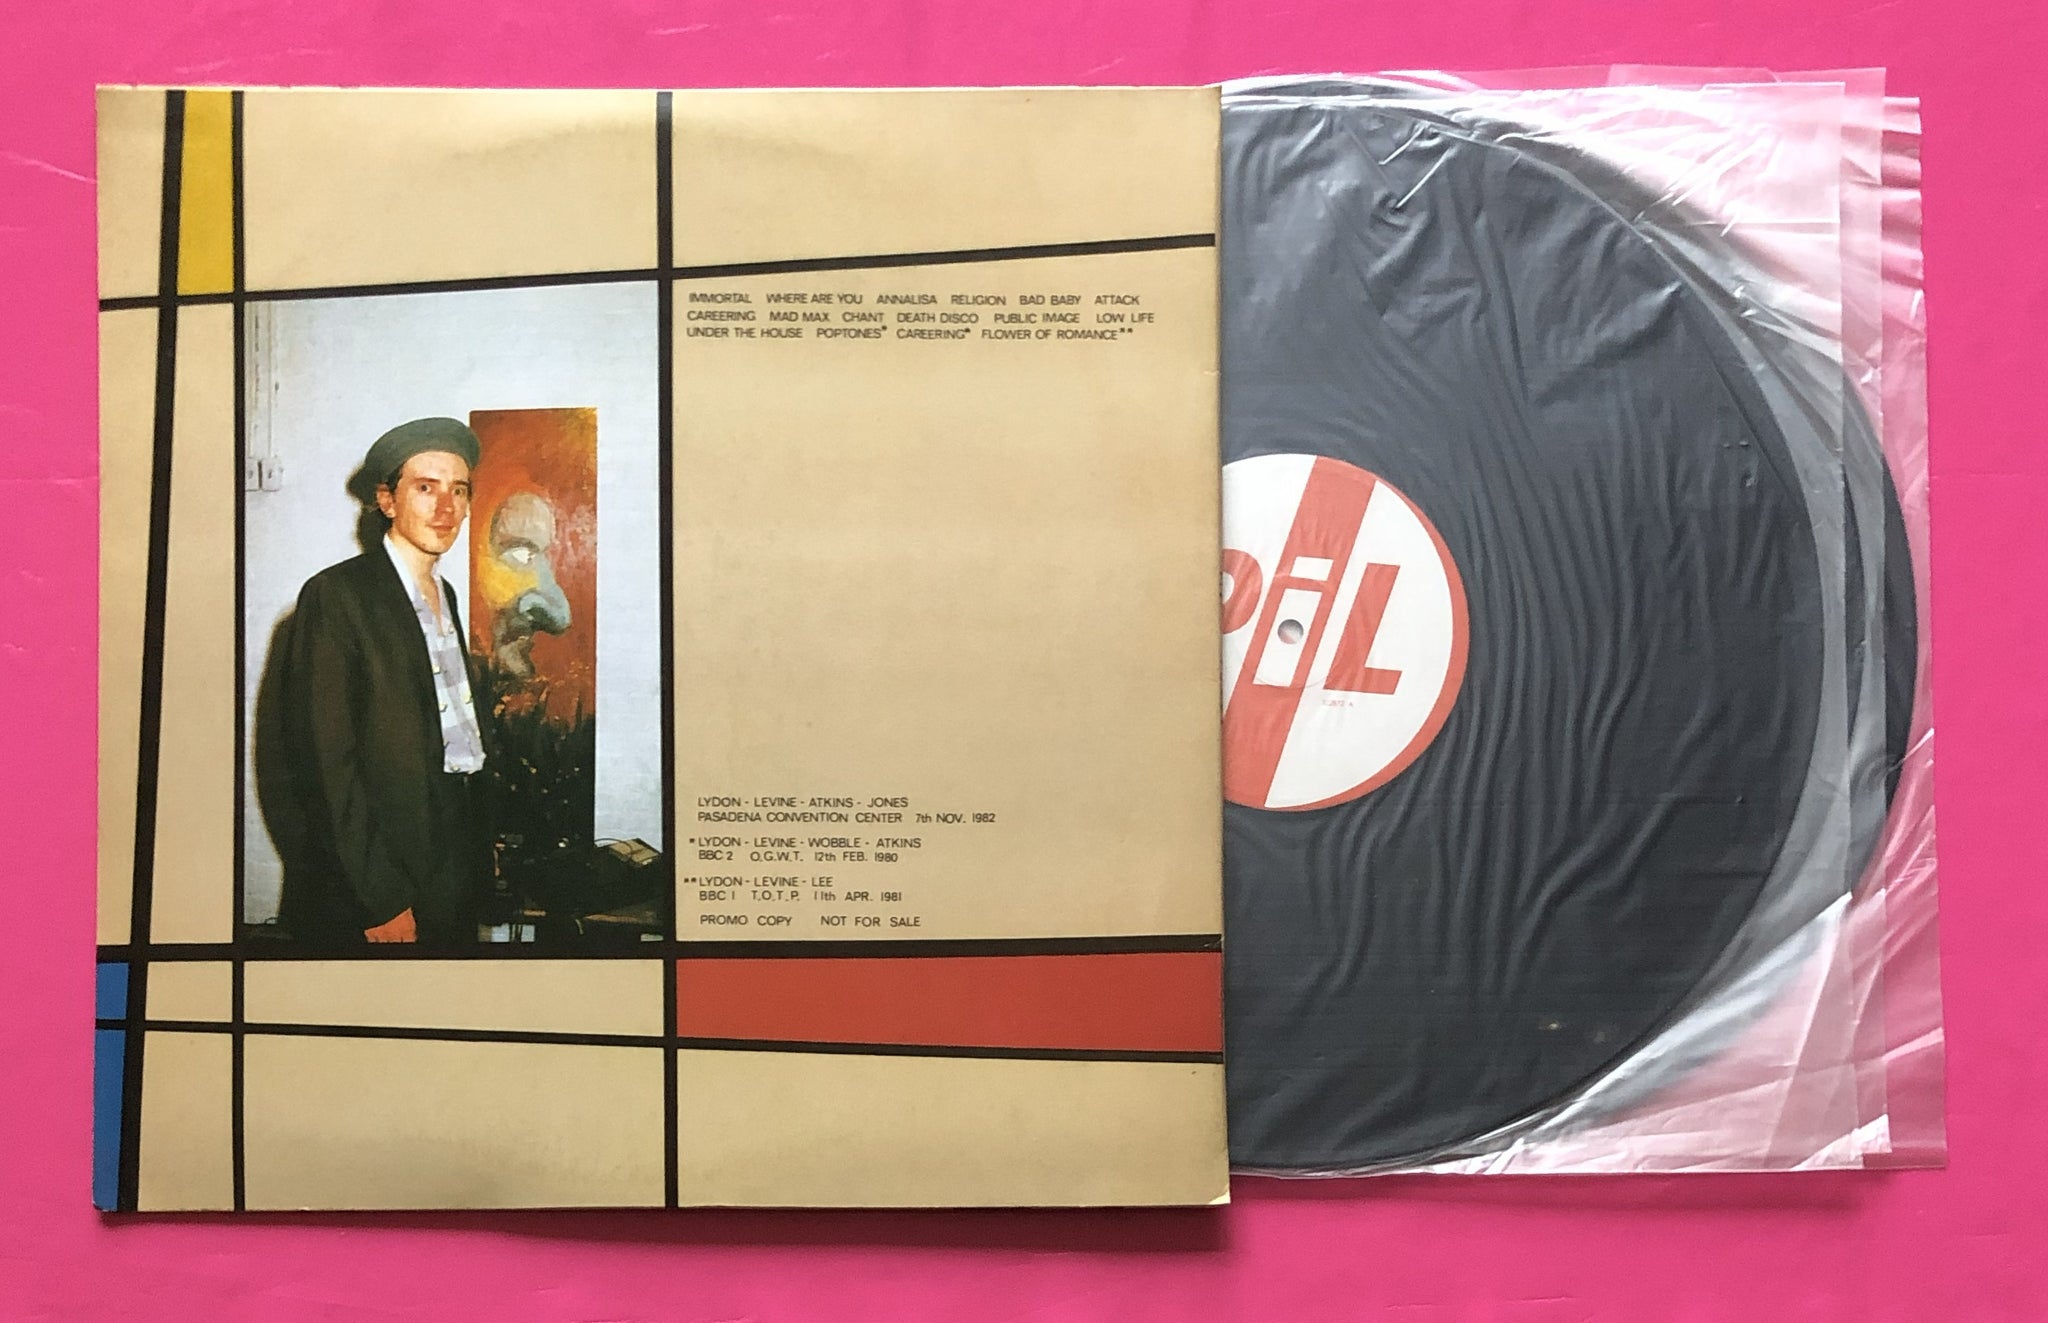 IMMORTAL WHERE ARE YOU ANNALISA RELIGION BAD BABY ATTACK
CAREERING MAD MAX CHANT DEATH DISCO PUBLIC IMAGE LOW LIFE
UNDER THE HOUSE POPTONES* CAREERING* FLOWER OF ROMANCE**
LYDON - LEVINE - ATKINS - JONES
PASADENA CONVENTION CENTER 7th NOV. 1982
*LYDON - LEVINE - WOBBLE - ATKINS
BBC 2 O.G.W.T. 12th FEB. 1980
**LYDON - LEVINE - LEE
BBC 1 T.O.T.P. 11th APR. 1981
PROMO COPY NOT FOR SALE
PiL